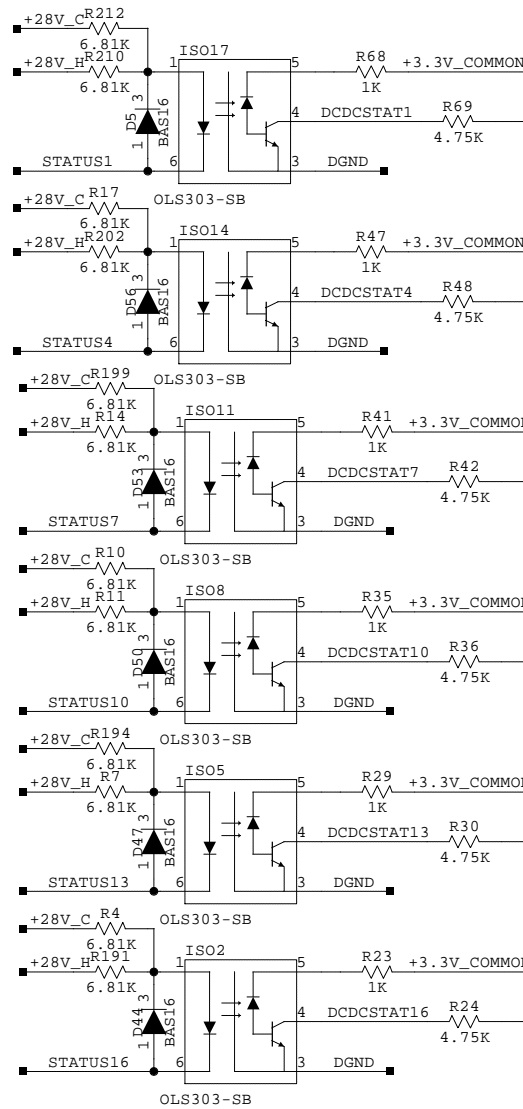 +28V_C R212
6.81K
+28V_H R210
6.81K
ISO17
1 5
R68
1K
+3.3V_COMMON
3
D5
1
BAS16
4 DCDCSTAT1
R69
4.75K
STATUS1
6 3
DGND
OLS303-SB
+28V_C R17
6.81K
+28V_H R202
6.81K
ISO14
1 5
R47
1K
+3.3V_COMMON
3
D56
1
BAS16
4 DCDCSTAT4
R48
4.75K
STATUS4
6 3
DGND
OLS303-SB
+28V_C R199
6.81K
+28V_H R14
6.81K
ISO11
1 5
R41
1K
+3.3V_COMMON
3
D53
1
BAS16
4 DCDCSTAT7
R42
4.75K
STATUS7
6 3
DGND
OLS303-SB
+28V_C R10
6.81K
+28V_H R11
6.81K
ISO8
1 5
R35
1K
+3.3V_COMMON
3
D50
1
BAS16
4 DCDCSTAT10
R36
4.75K
STATUS10
6 3
DGND
OLS303-SB
+28V_C R194
6.81K
+28V_H R7
6.81K
ISO5
1 5
R29
1K
+3.3V_COMMON
3
D47
1
BAS16
4 DCDCSTAT13
R30
4.75K
STATUS13
6 3
DGND
OLS303-SB
+28V_C R4
6.81K
+28V_H R191
6.81K
ISO2
1 5
R23
1K
+3.3V_COMMON
3
D44
1
BAS16
4 DCDCSTAT16
R24
4.75K
STATUS16
6 3
DGND
OLS303-SB